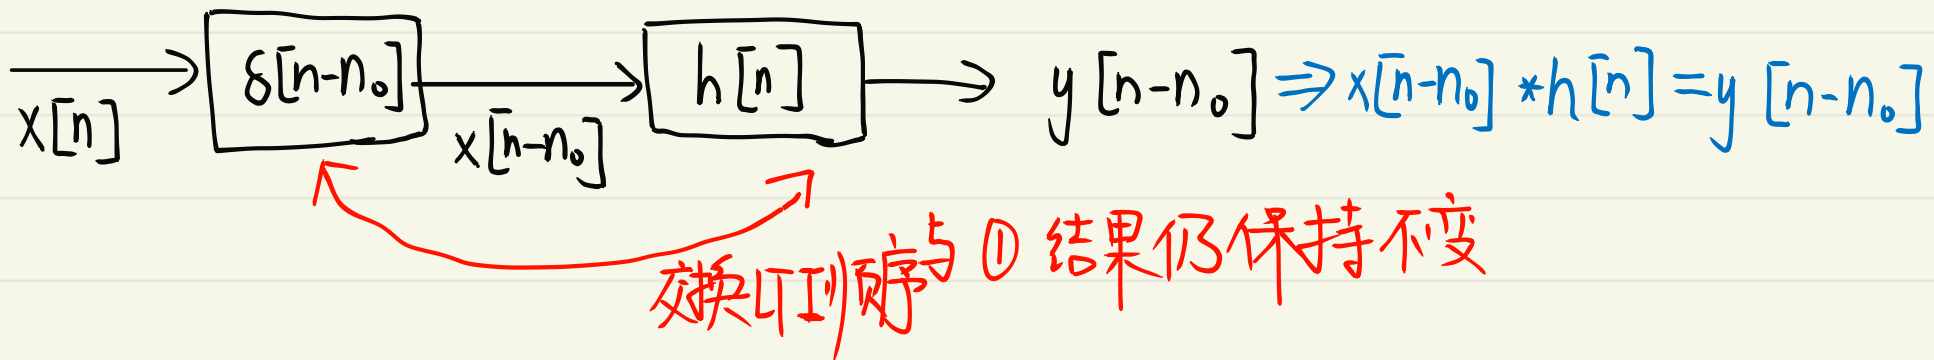 x[n] δ[n-n₀] x[n-n₀] h[n] y[n-n₀] ⇒ x[n-n₀] * h[n] = y[n-n₀]
交换LTI顺序与①结果仍保持不变